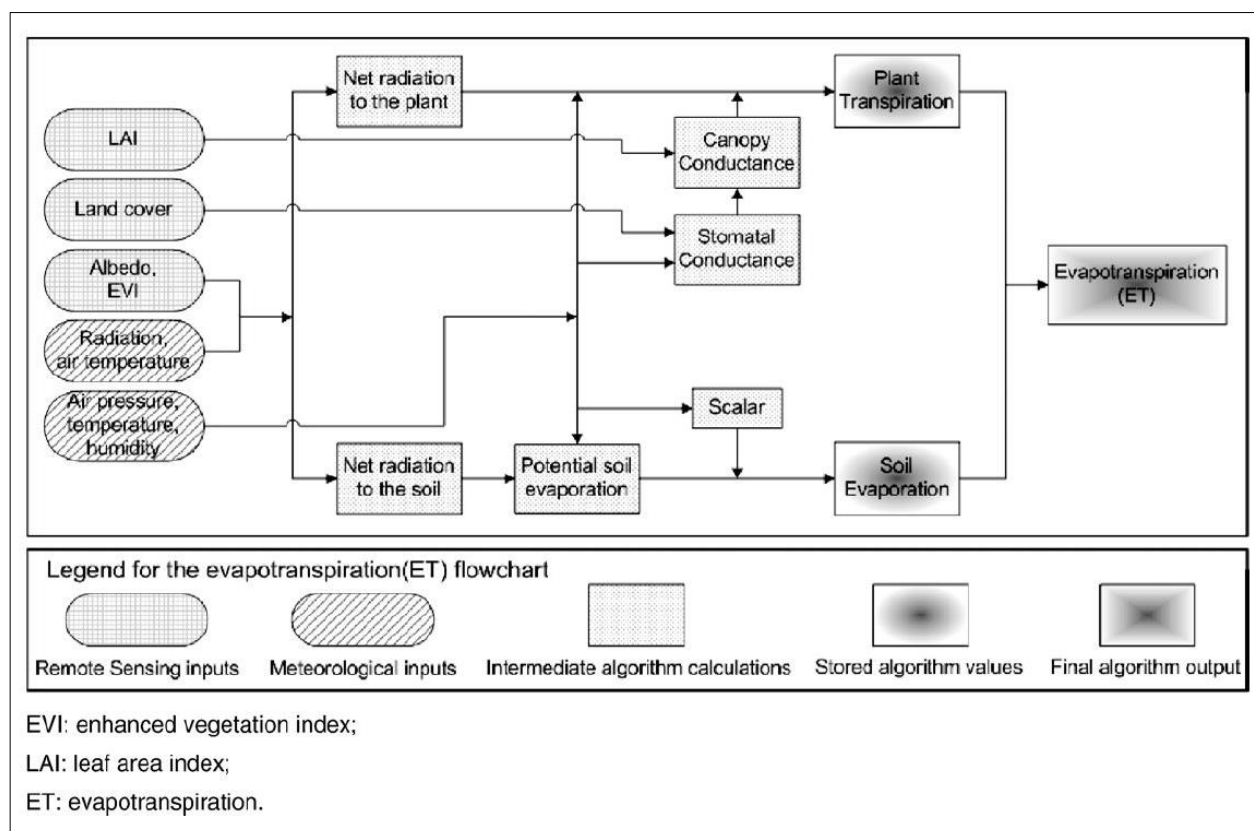 Net radiation
to the plant
Plant
Transpiration
LAI
Canopy
Conductance
Land cover
Stomatal
Conductance
Albedo,
EVI
Evapotranspiration
(ET)
Radiation,
air temperature
Air pressure,
temperature,
humidity
Scalar
Net radiation
to the soil
Potential soil
evaporation
Soil
Evaporation
Legend for the evapotranspiration(ET) flowchart
Remote Sensing inputs
Meteorological inputs
Intermediate algorithm calculations
Stored algorithm values
Final algorithm output
EVI: enhanced vegetation index;
LAI: leaf area index;
ET: evapotranspiration.